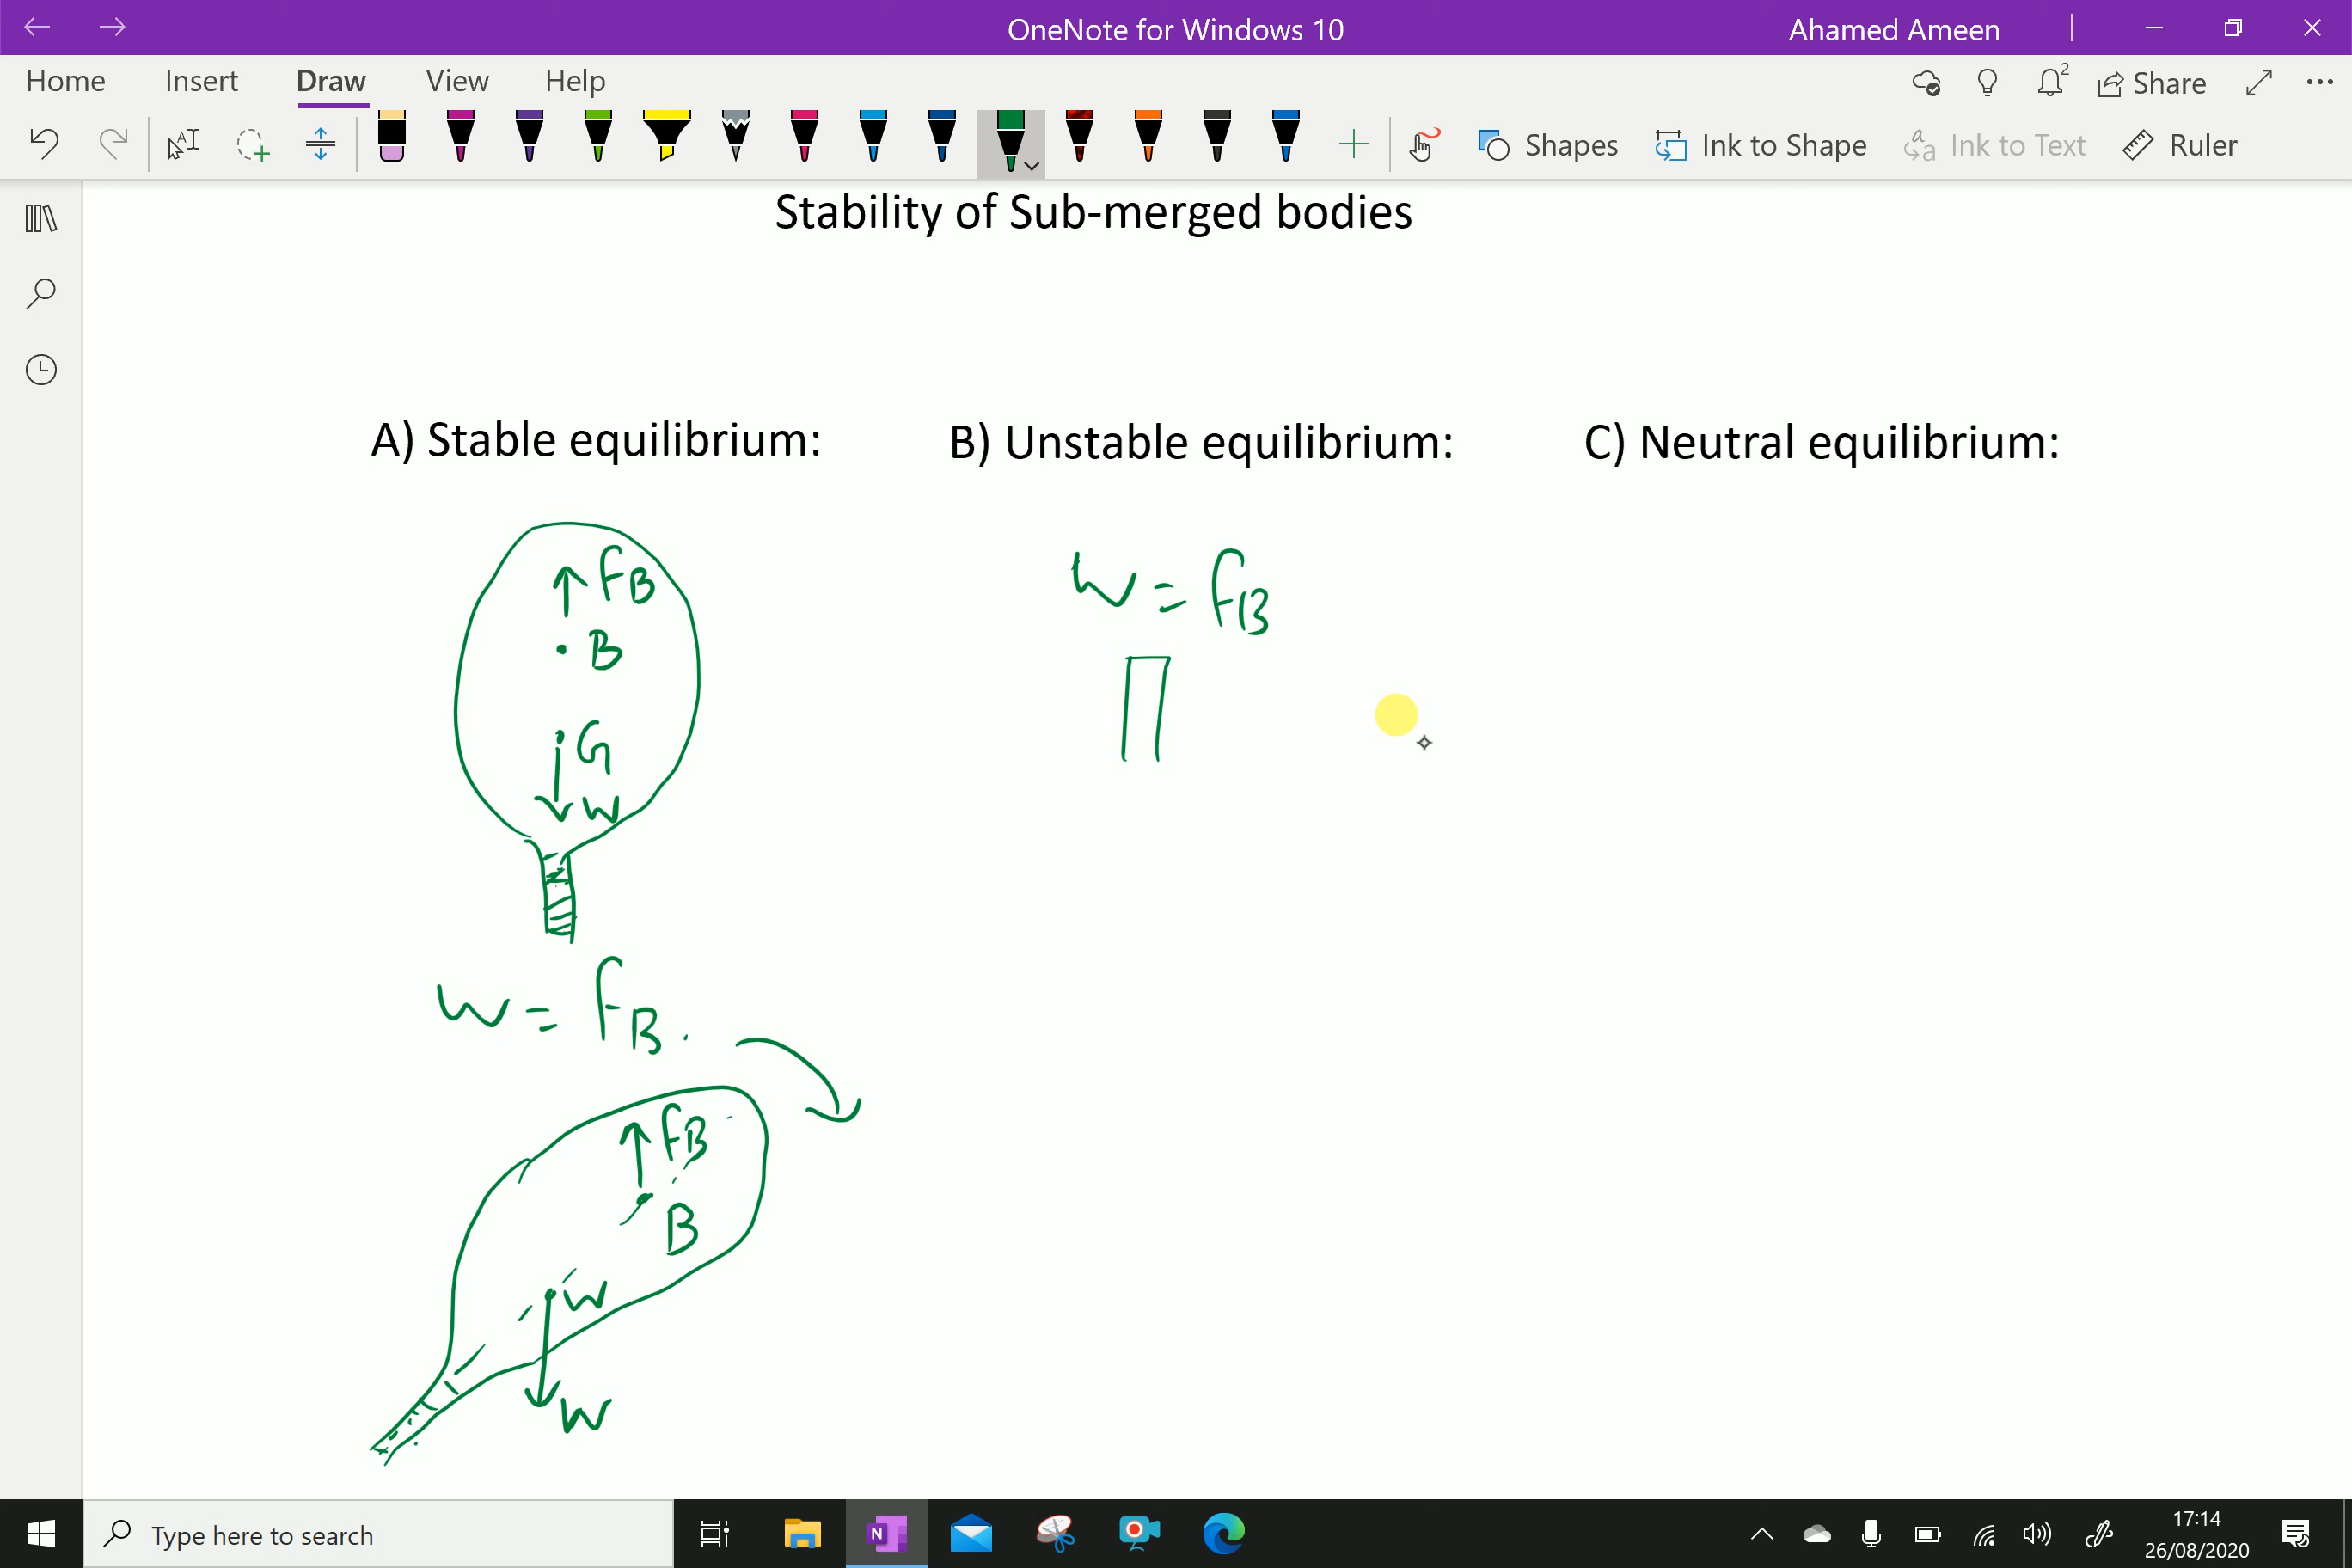 OneNote for Windows 10
Ahamed Ameen
Home Insert Draw View Help
2
Share
Shapes Ink to Shape Ink to Text Ruler
Stability of Sub-merged bodies
A) Stable equilibrium:
B) Unstable equilibrium:
C) Neutral equilibrium:
FB
B
G
W
W = FB.
FB
B
W
W
W = FB
Type here to search
17:14
26/08/2020